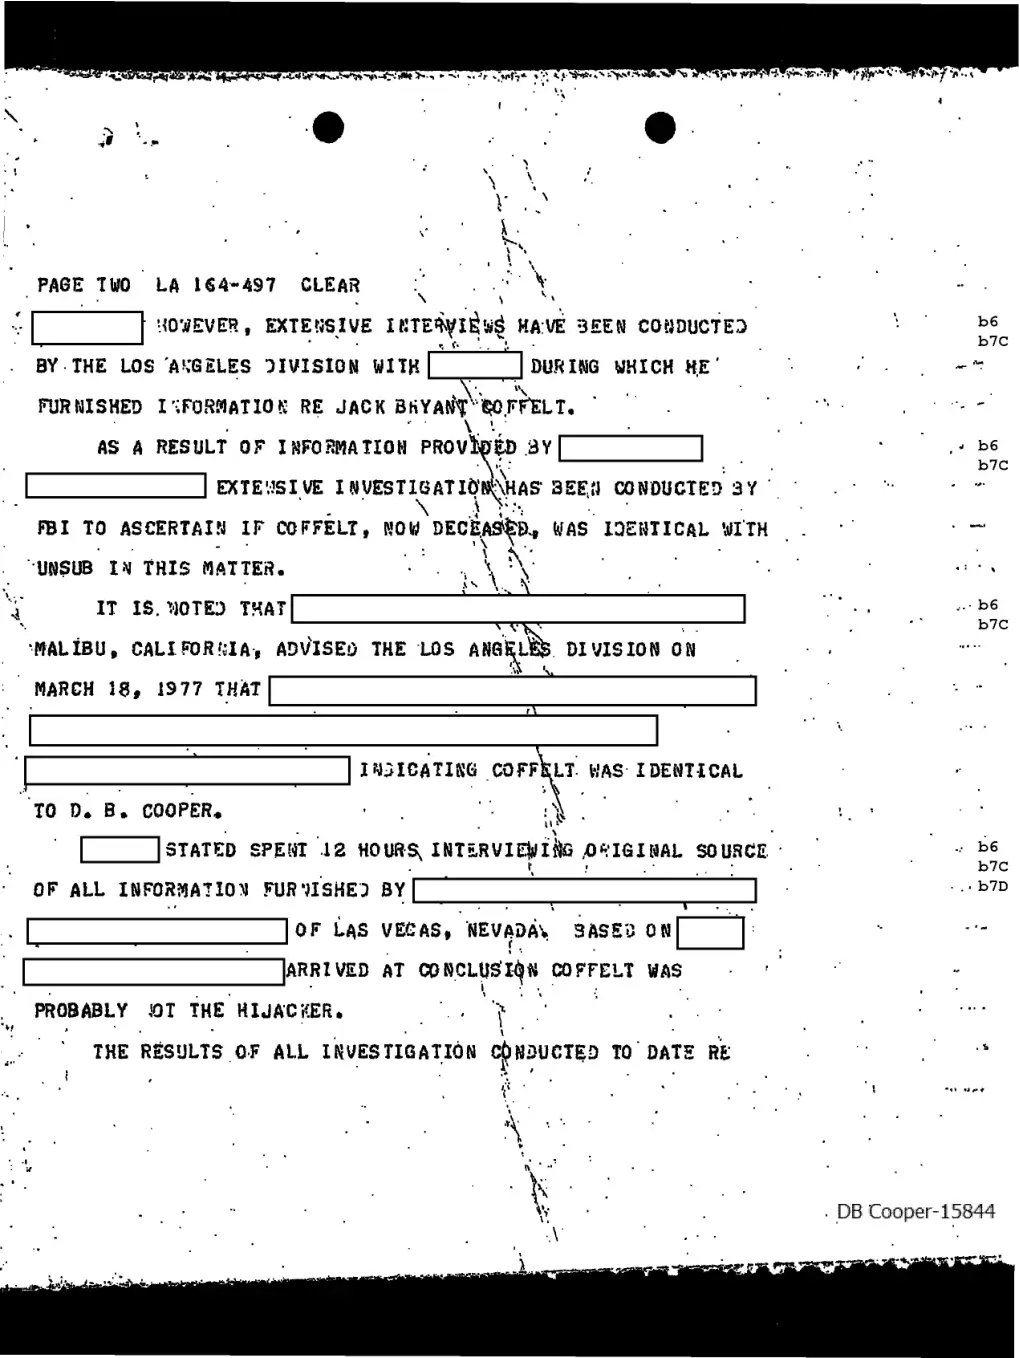 PAGE TWO LA 164-497 CLEAR
HOWEVER, EXTENSIVE INTERVIEWS HAVE BEEN CONDUCTED b6
b7C
BY THE LOS ANGELES DIVISION WITH DURING WHICH HE
FURNISHED INFORMATION RE JACK BRYANT COFFELT.
AS A RESULT OF INFORMATION PROVIDED BY b6
b7C
EXTENSIVE INVESTIGATION HAS BEEN CONDUCTED BY
FBI TO ASCERTAIN IF COFFELT, NOW DECEASED, WAS IDENTICAL WITH
UNSUB IN THIS MATTER.
IT IS NOTED THAT b6
b7C
MALIBU, CALIFORNIA, ADVISED THE LOS ANGELES DIVISION ON
MARCH 18, 1977 THAT
INDICATING COFFELT WAS IDENTICAL
TO D. B. COOPER.
STATED SPENT 12 HOURS INTERVIEWING ORIGINAL SOURCE b6
b7C
OF ALL INFORMATION FURNISHED BY b7D
OF LAS VEGAS, NEVADA. BASED ON
ARRIVED AT CONCLUSION COFFELT WAS
PROBABLY NOT THE HIJACKER.
THE RESULTS OF ALL INVESTIGATION CONDUCTED TO DATE RE
DB Cooper-15844